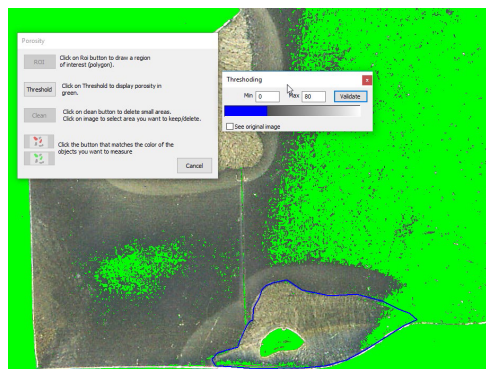 Porosity
ROI
Click on Roi button to draw a region
of interest (polygon).
Threshold
Click on Threshold to display porosity in
green.
Clean
Click on clean button to delete small areas.
Click on image to select area you want to keep/delete.
Click the button that matches the color of the
objects you want to measure
Cancel
Thresholding
x
Min 0 Max 80 Validate
See original image